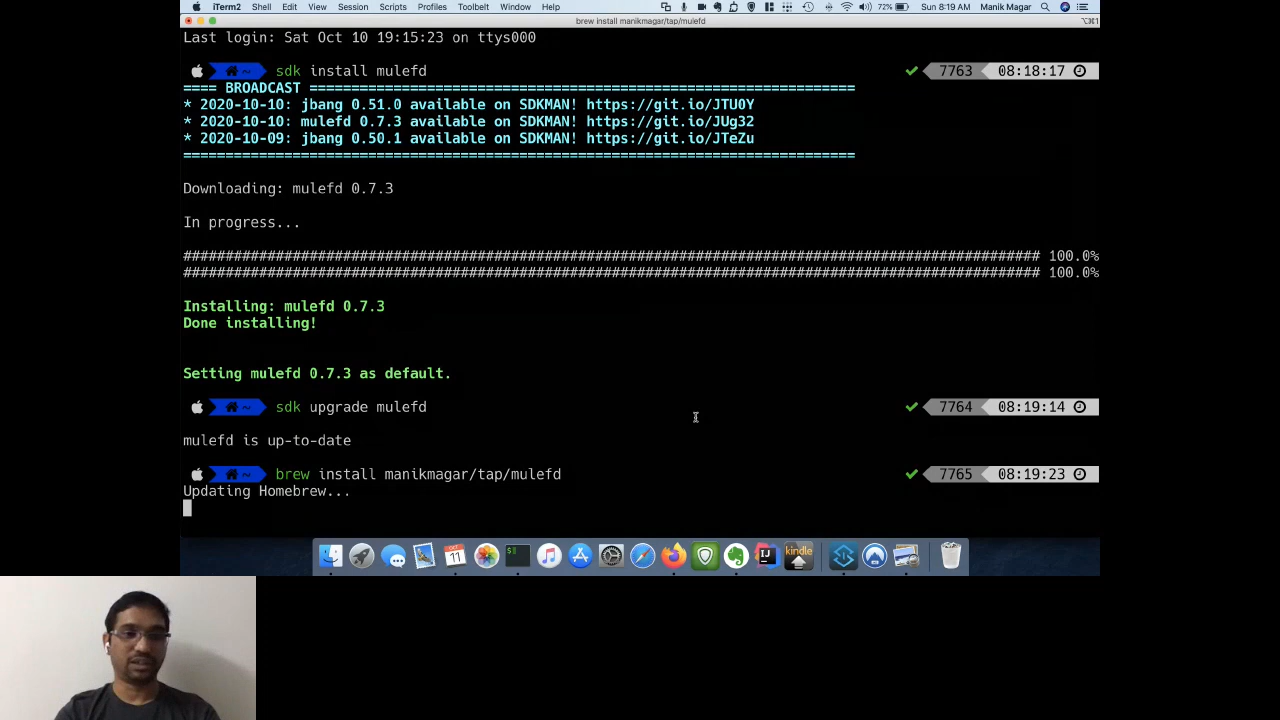 iTerm2 Shell Edit View Session Scripts Profiles Toolbelt Window Help 72% Sun 8:19 AM Manik Magar
brew install manikmagar/tap/mulefd ⌥⌘1
Last login: Sat Oct 10 19:15:23 on ttys000
~ sdk install mulefd ✔ 7763 08:18:17
==== BROADCAST =================================================================
* 2020-10-10: jbang 0.51.0 available on SDKMAN! https://git.io/JTU0Y
* 2020-10-10: mulefd 0.7.3 available on SDKMAN! https://git.io/JUg32
* 2020-10-09: jbang 0.50.1 available on SDKMAN! https://git.io/JTeZu
================================================================================
Downloading: mulefd 0.7.3
In progress...
###################################################################################################### 100.0%
###################################################################################################### 100.0%
Installing: mulefd 0.7.3
Done installing!
Setting mulefd 0.7.3 as default.
~ sdk upgrade mulefd ✔ 7764 08:19:14
mulefd is up-to-date
~ brew install manikmagar/tap/mulefd ✔ 7765 08:19:23
Updating Homebrew...
OCT
11
$
IJ
kindle